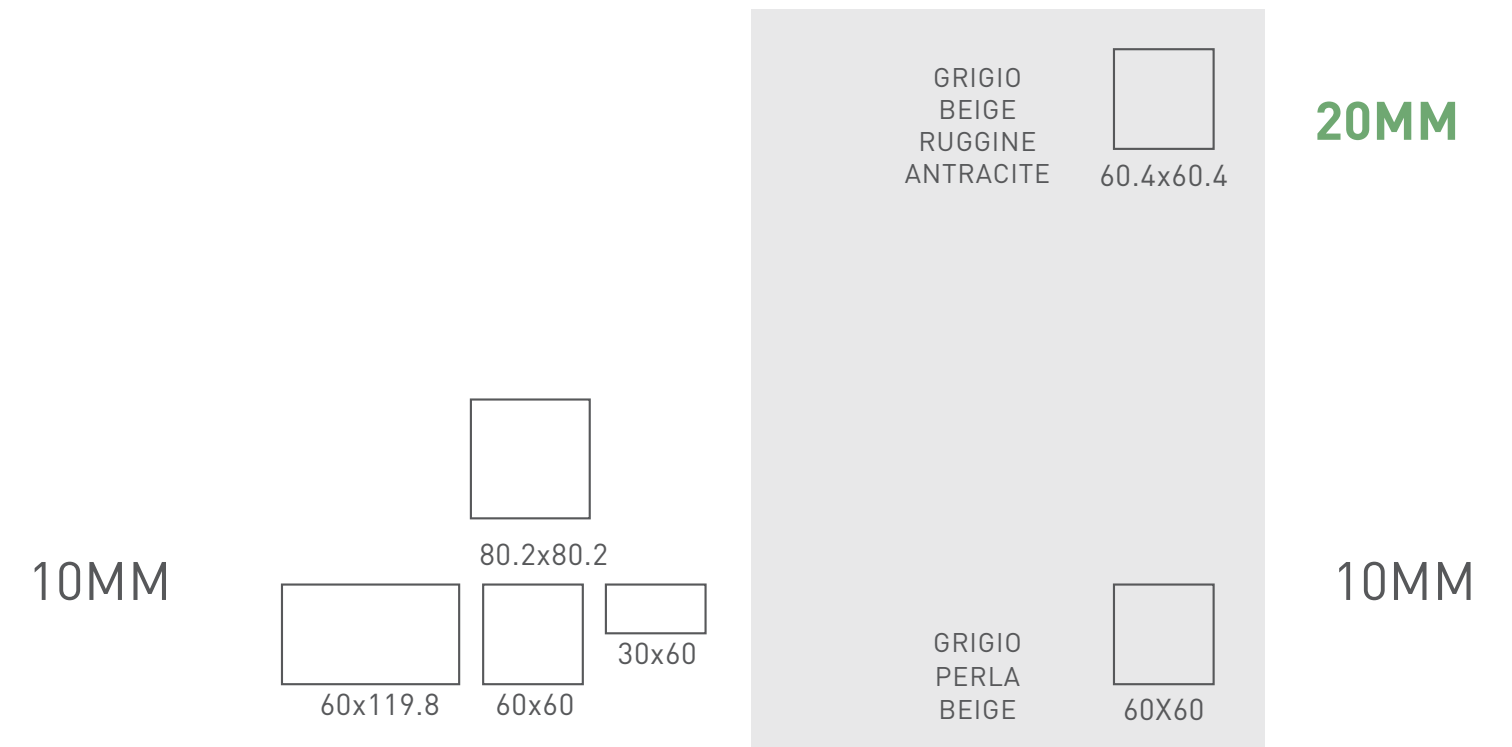 GRIGIO
BEIGE
RUGGINE
ANTRACITE
60.4x60.4
20MM
80.2x80.2
10MM
60x119.8
60x60
30x60
GRIGIO
PERLA
BEIGE
60X60
10MM